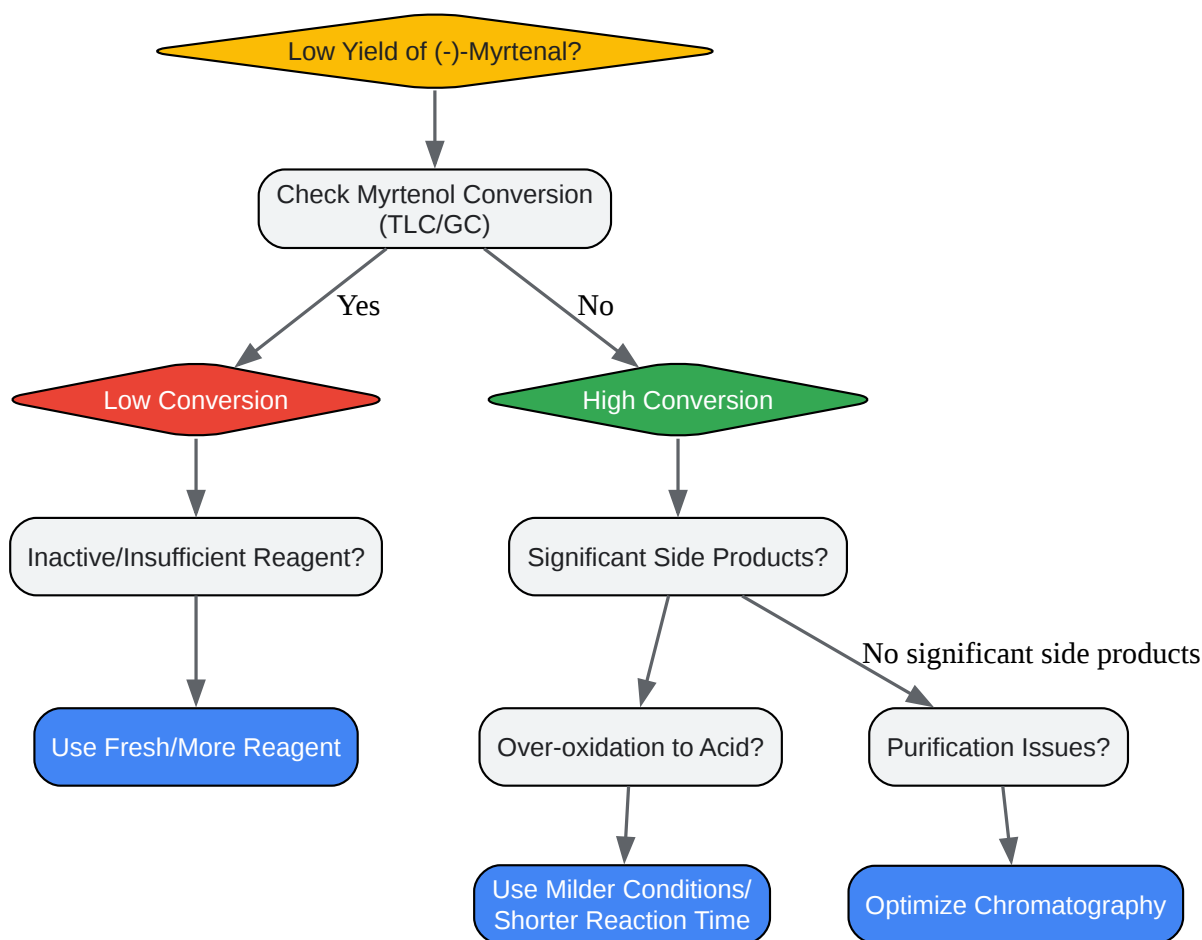 Low Yield of (-)-Myrtenal?
Check Myrtenol Conversion
(TLC/GC)
Yes
No
Low Conversion
High Conversion
Inactive/Insufficient Reagent?
Significant Side Products?
No significant side products
Use Fresh/More Reagent
Over-oxidation to Acid?
Purification Issues?
Use Milder Conditions/
Shorter Reaction Time
Optimize Chromatography